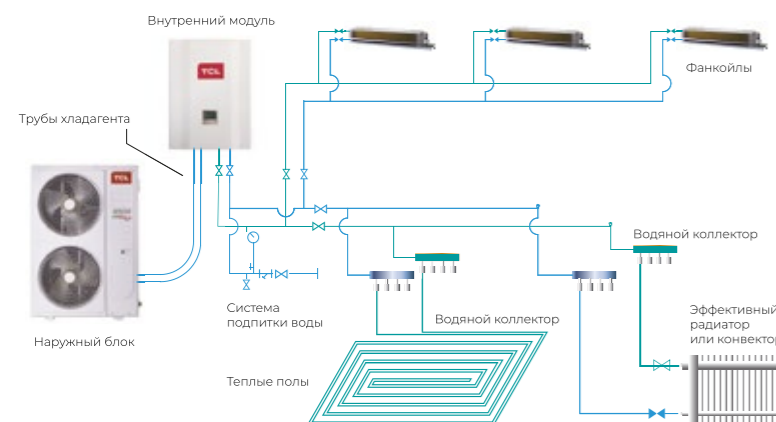 Внутренний модуль
TCL
Фанкойлы
Трубы хладагента
TCL
Водяной коллектор
Система
подпитки воды
Водяной коллектор
Эффективный
радиатор
или конвектор
Наружный блок
Теплые полы